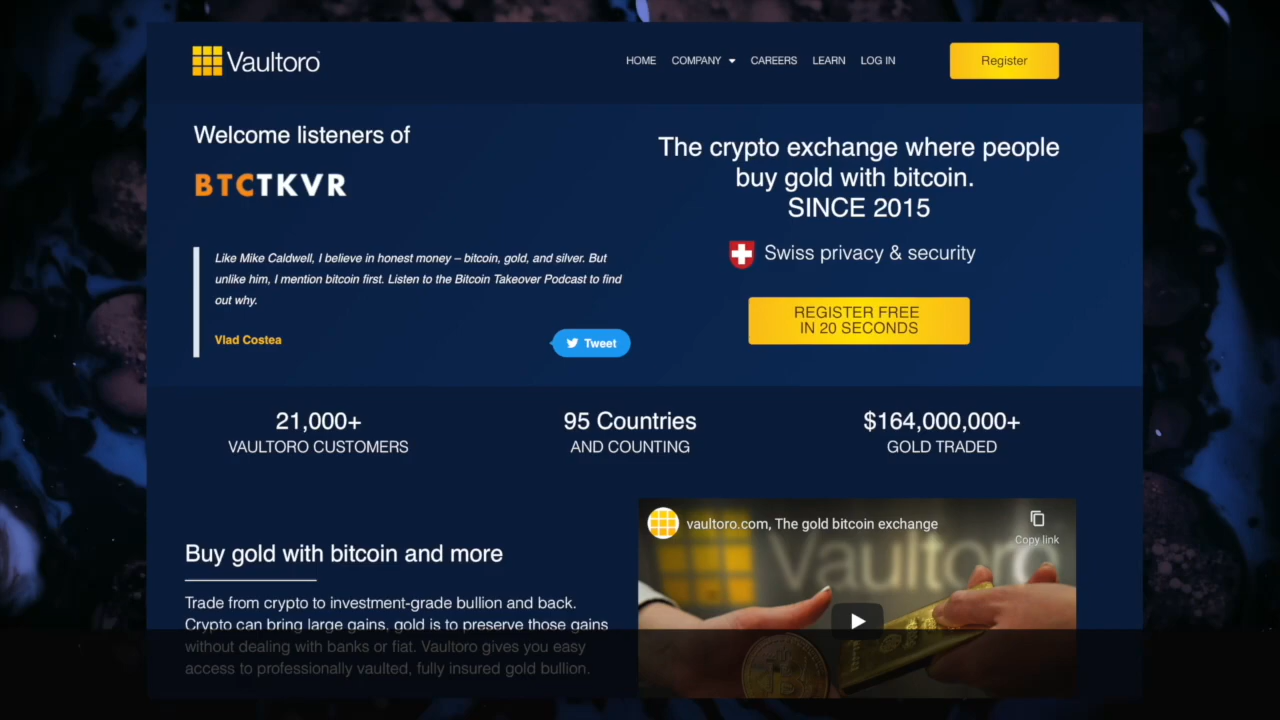 Vaultoro
HOME COMPANY CAREERS LEARN LOG IN Register
Welcome listeners of
BTCTKVR
Like Mike Caldwell, I believe in honest money – bitcoin, gold, and silver. But
unlike him, I mention bitcoin first. Listen to the Bitcoin Takeover Podcast to find
out why.
Vlad Costea
Tweet
The crypto exchange where people
buy gold with bitcoin.
SINCE 2015
Swiss privacy & security
REGISTER FREE
IN 20 SECONDS
21,000+
VAULTORO CUSTOMERS
95 Countries
AND COUNTING
$164,000,000+
GOLD TRADED
Buy gold with bitcoin and more
Trade from crypto to investment-grade bullion and back.
Crypto can bring large gains, gold is to preserve those gains
without dealing with banks or fiat. Vaultoro gives you easy
access to professionally vaulted, fully insured gold bullion.
vaultoro.com, The gold bitcoin exchange
Copy link
Vaultoro